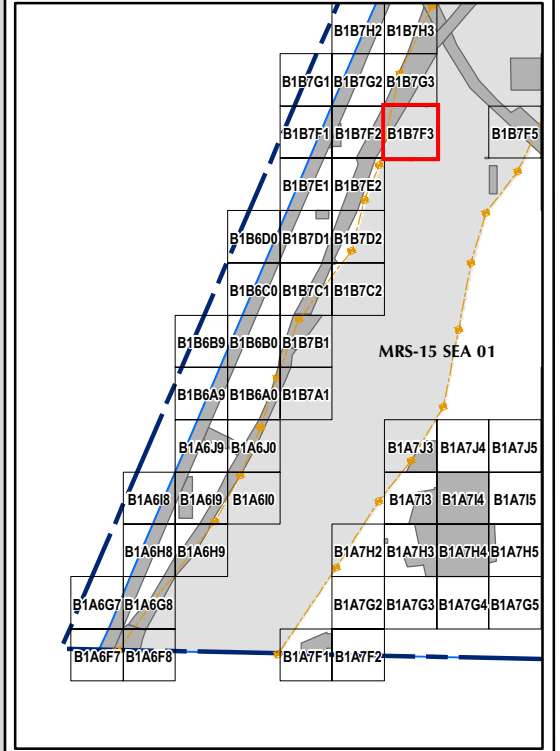 B1B7H2 B1B7H3
B1B7G1 B1B7G2 B1B7G3
B1B7F1 B1B7F2 B1B7F3 B1B7F5
B1B7E1 B1B7E2
B1B6D0 B1B7D1 B1B7D2
B1B6C0 B1B7C1 B1B7C2
B1B6B9 B1B6B0 B1B7B1
MRS-15 SEA 01
B1B6A9 B1B6A0 B1B7A1
B1A6J9 B1A6J0 B1A7J3 B1A7J4 B1A7J5
B1A6I8 B1A6I9 B1A6I0 B1A7I3 B1A7I4 B1A7I5
B1A6H8 B1A6H9 B1A7H2 B1A7H3 B1A7H4 B1A7H5
B1A6G7 B1A6G8 B1A7G2 B1A7G3 B1A7G4 B1A7G5
B1A6F7 B1A6F8 B1A7F1 B1A7F2